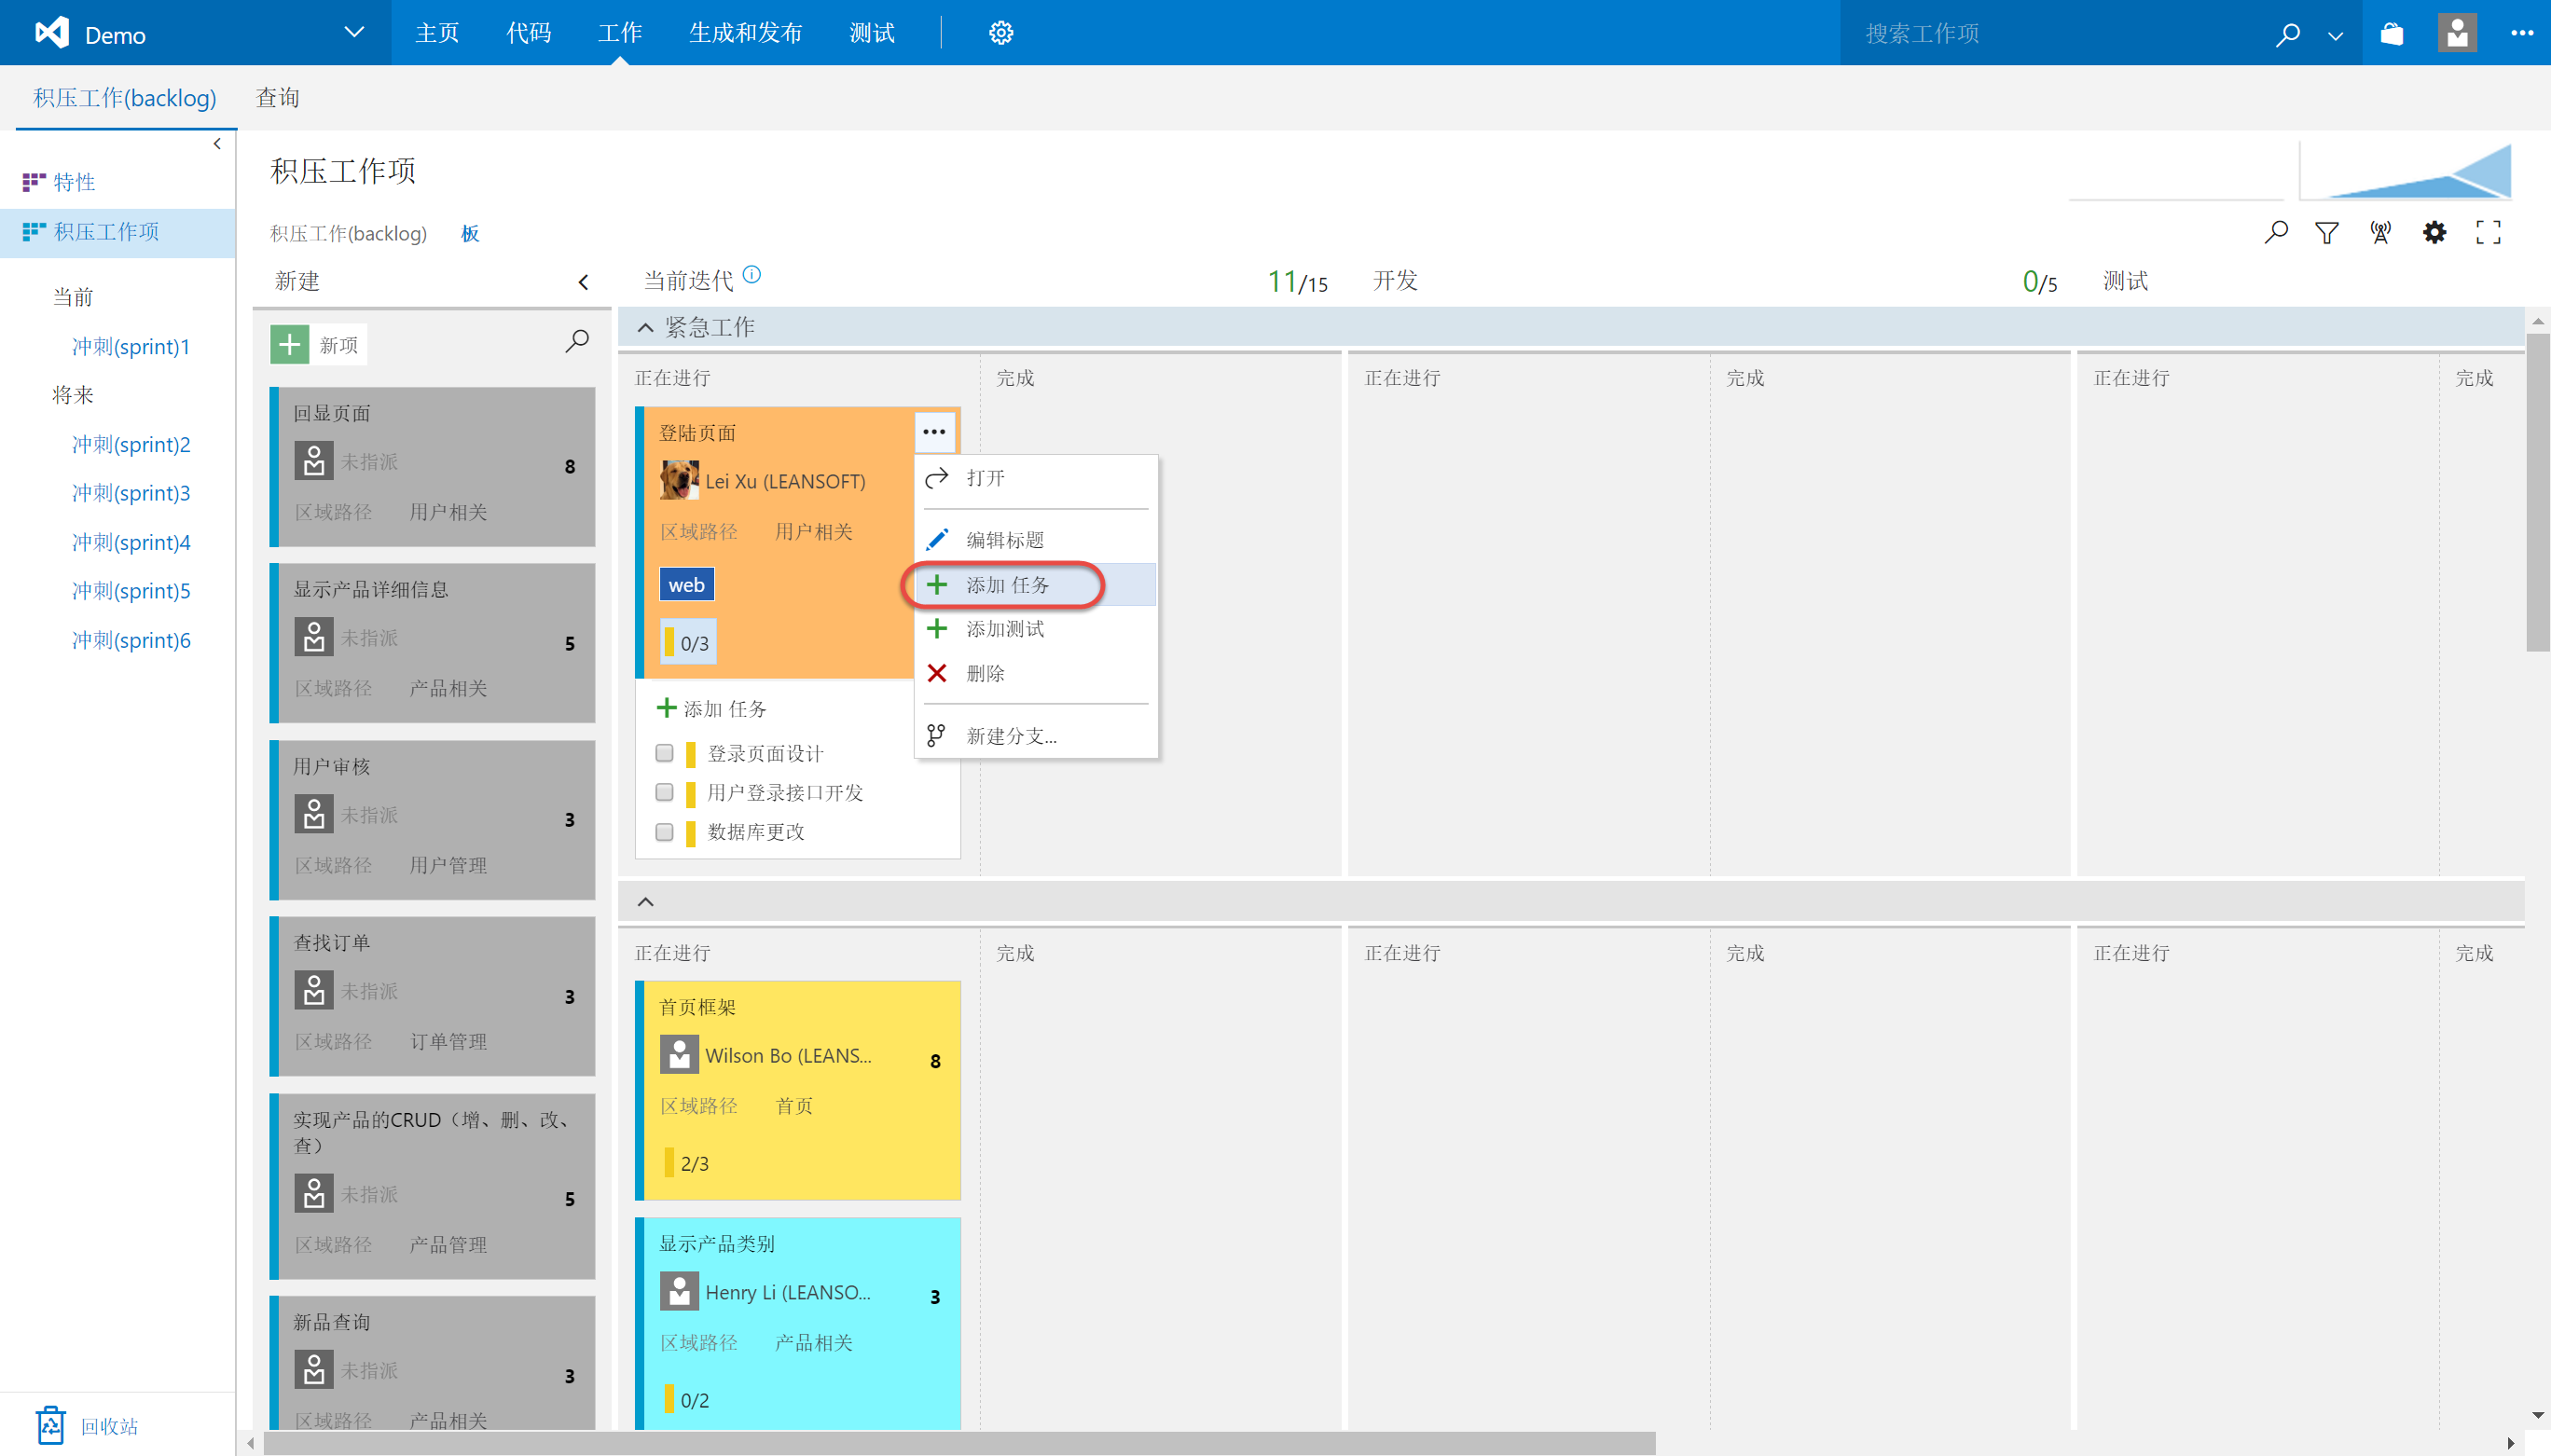 Demo
主页 代码 工作 生成和发布 测试
搜索工作项
积压工作(backlog) 查询
特性
积压工作项
当前
冲刺(sprint)1
将来
冲刺(sprint)2
冲刺(sprint)3
冲刺(sprint)4
冲刺(sprint)5
冲刺(sprint)6
回收站
积压工作项
积压工作(backlog) 板
新建
当前迭代 11/15
开发 0/5
测试
新项
回显页面
未指派 8
区域路径 用户相关
显示产品详细信息
未指派 5
区域路径 产品相关
用户审核
未指派 3
区域路径 用户管理
查找订单
未指派 3
区域路径 订单管理
实现产品的CRUD（增、删、改、
查）
未指派 5
区域路径 产品管理
新品查询
未指派 3
区域路径 产品相关
紧急工作
正在进行 完成 正在进行 完成 正在进行 完成
登陆页面
Lei Xu (LEANSOFT)
区域路径 用户相关
web
0/3
添加 任务
登录页面设计
用户登录接口开发
数据库更改
打开
编辑标题
添加 任务
添加测试
删除
新建分支...
正在进行 完成 正在进行 完成 正在进行 完成
首页框架
Wilson Bo (LEANS... 8
区域路径 首页
2/3
显示产品类别
Henry Li (LEANSO... 3
区域路径 产品相关
0/2